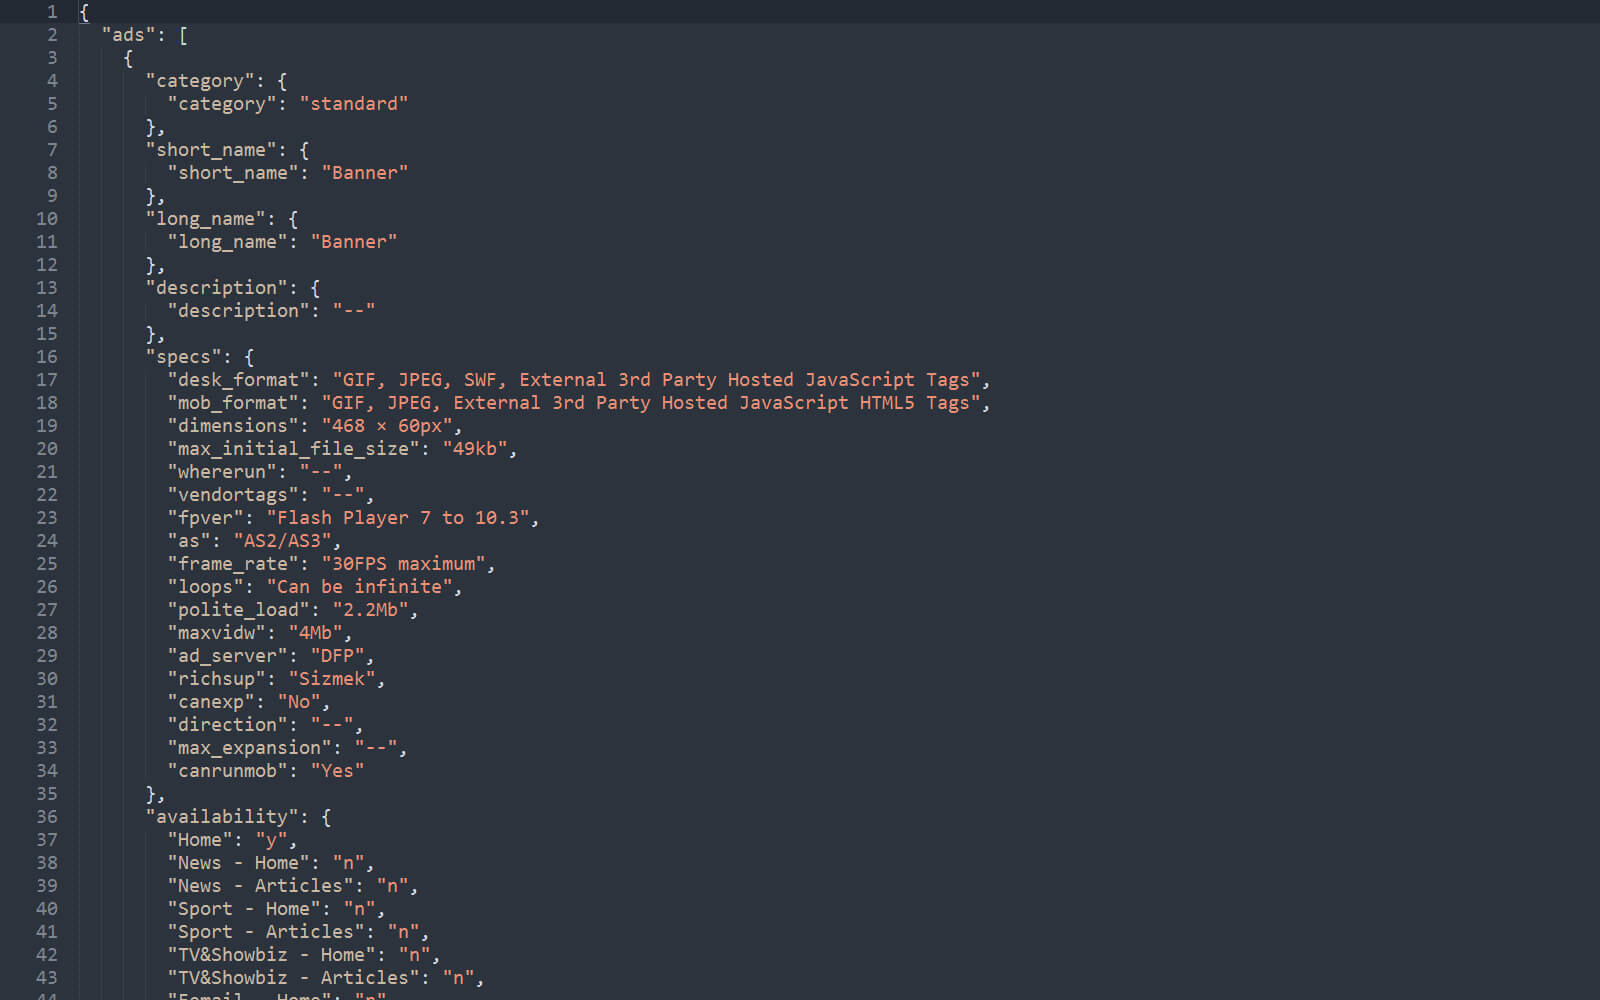 1 {
2 "ads": [
3 {
4 "category": {
5 "category": "standard"
6 },
7 "short_name": {
8 "short_name": "Banner"
9 },
10 "long_name": {
11 "long_name": "Banner"
12 },
13 "description": {
14 "description": "--"
15 },
16 "specs": {
17 "desk_format": "GIF, JPEG, SWF, External 3rd Party Hosted JavaScript Tags",
18 "mob_format": "GIF, JPEG, External 3rd Party Hosted JavaScript HTML5 Tags",
19 "dimensions": "468 × 60px",
20 "max_initial_file_size": "49kb",
21 "whererun": "--",
22 "vendortags": "--",
23 "fpver": "Flash Player 7 to 10.3",
24 "as": "AS2/AS3",
25 "frame_rate": "30FPS maximum",
26 "loops": "Can be infinite",
27 "polite_load": "2.2Mb",
28 "maxvidw": "4Mb",
29 "ad_server": "DFP",
30 "richsup": "Sizmek",
31 "canexp": "No",
32 "direction": "--",
33 "max_expansion": "--",
34 "canrunmob": "Yes"
35 },
36 "availability": {
37 "Home": "y",
38 "News - Home": "n",
39 "News - Articles": "n",
40 "Sport - Home": "n",
41 "Sport - Articles": "n",
42 "TV&Showbiz - Home": "n",
43 "TV&Showbiz - Articles": "n",
44 "Femail - Home": "n"